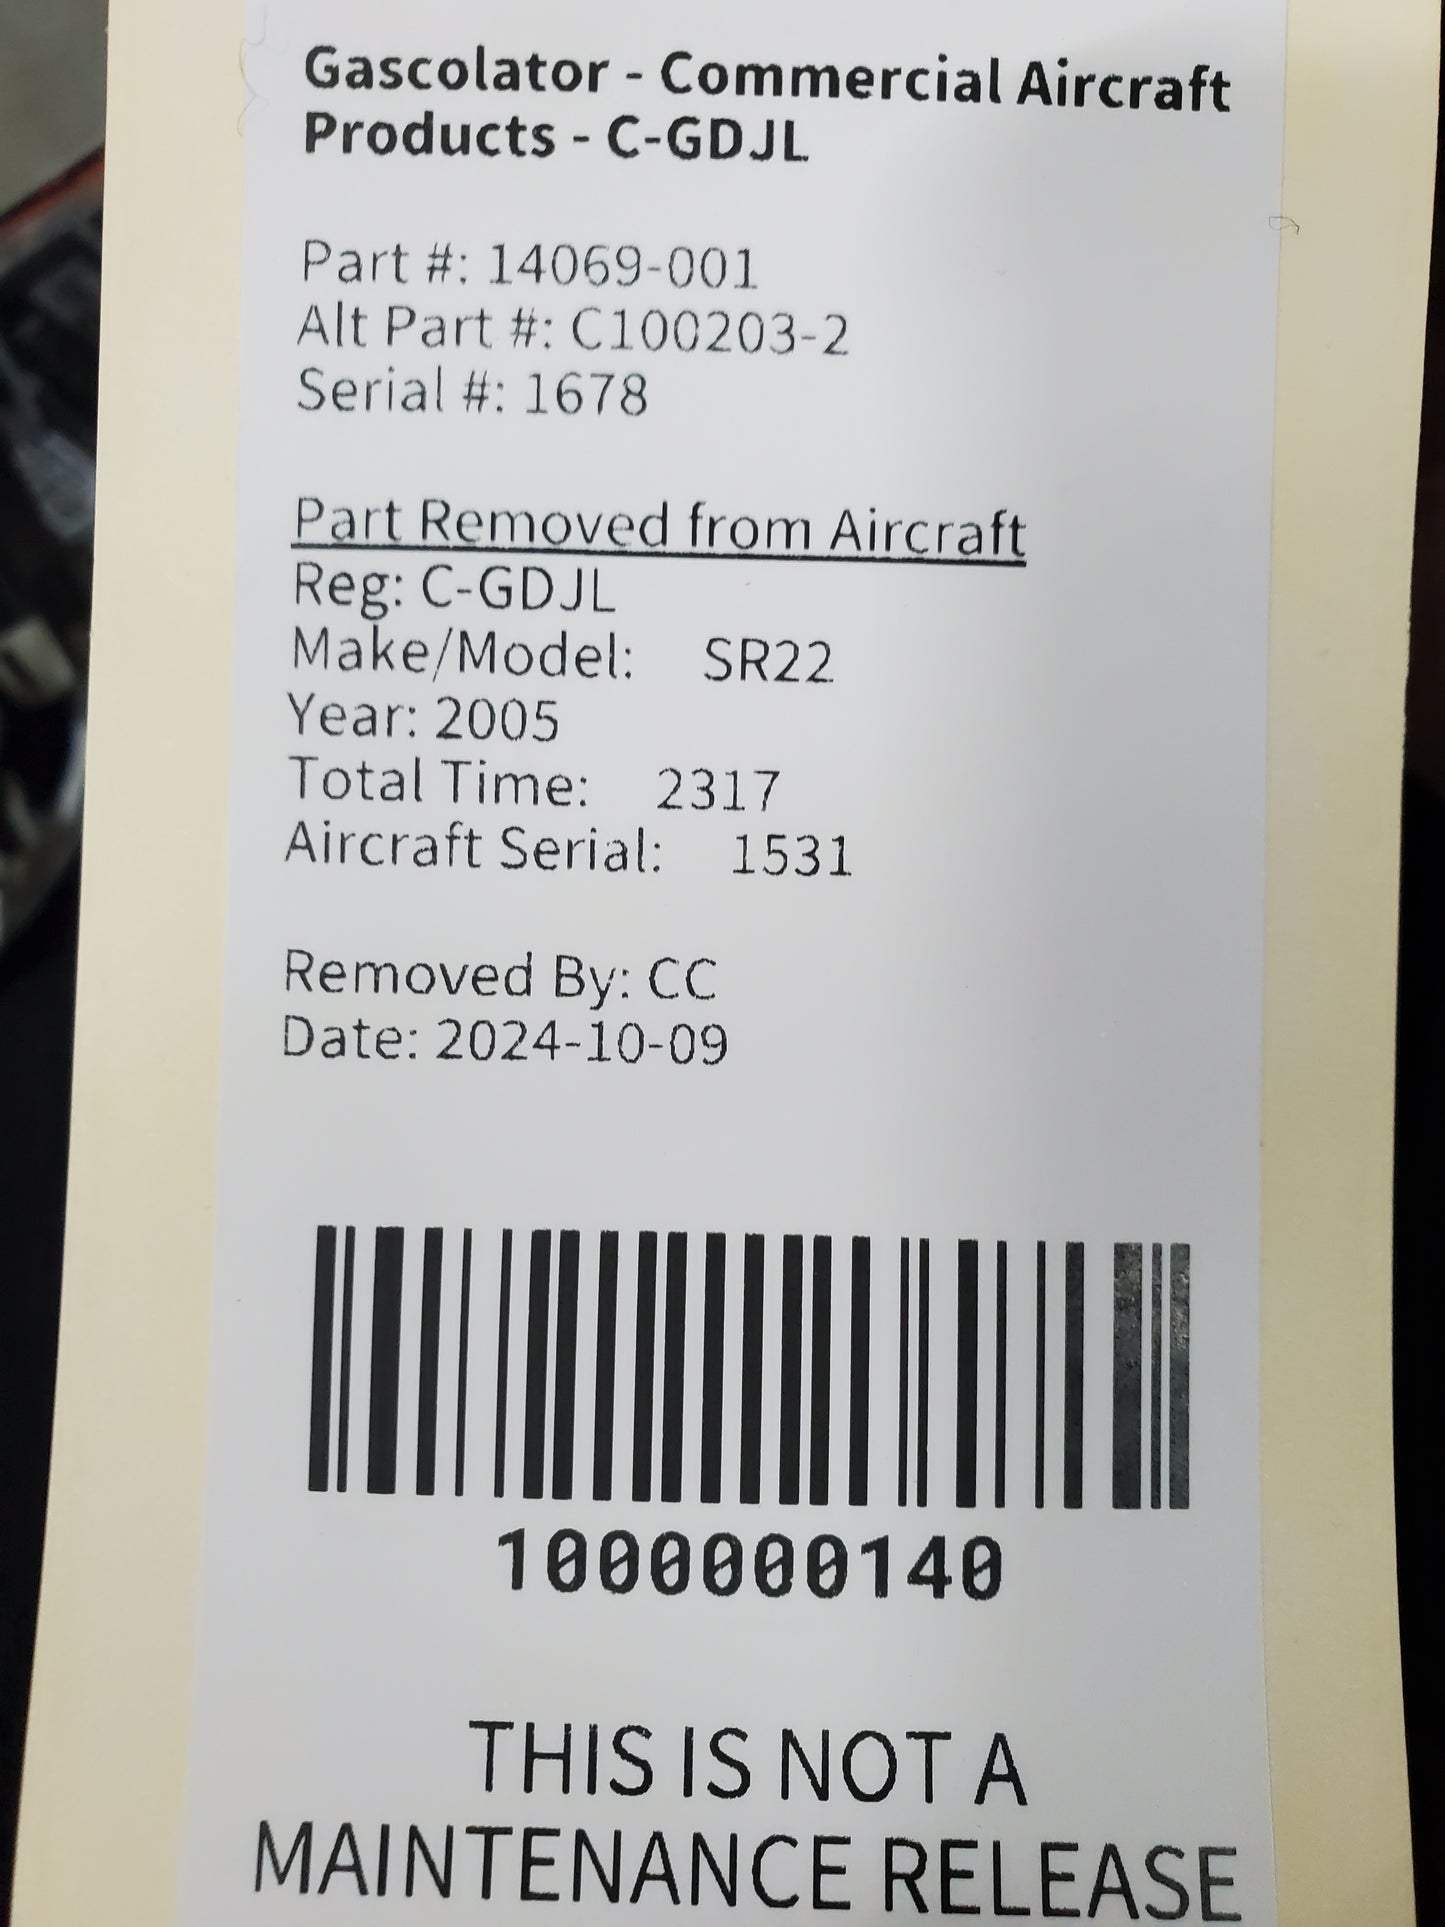 Gascolator - Commercial Aircraft
Products - C-GDJL
Part #: 14069-001
Alt Part #: C100203-2
Serial #: 1678
Part Removed from Aircraft
Reg: C-GDJL
Make/Model: SR22
Year: 2005
Total Time: 2317
Aircraft Serial: 1531
Removed By: CC
Date: 2024-10-09
1000000140
THIS IS NOT A
MAINTENANCE RELEASE